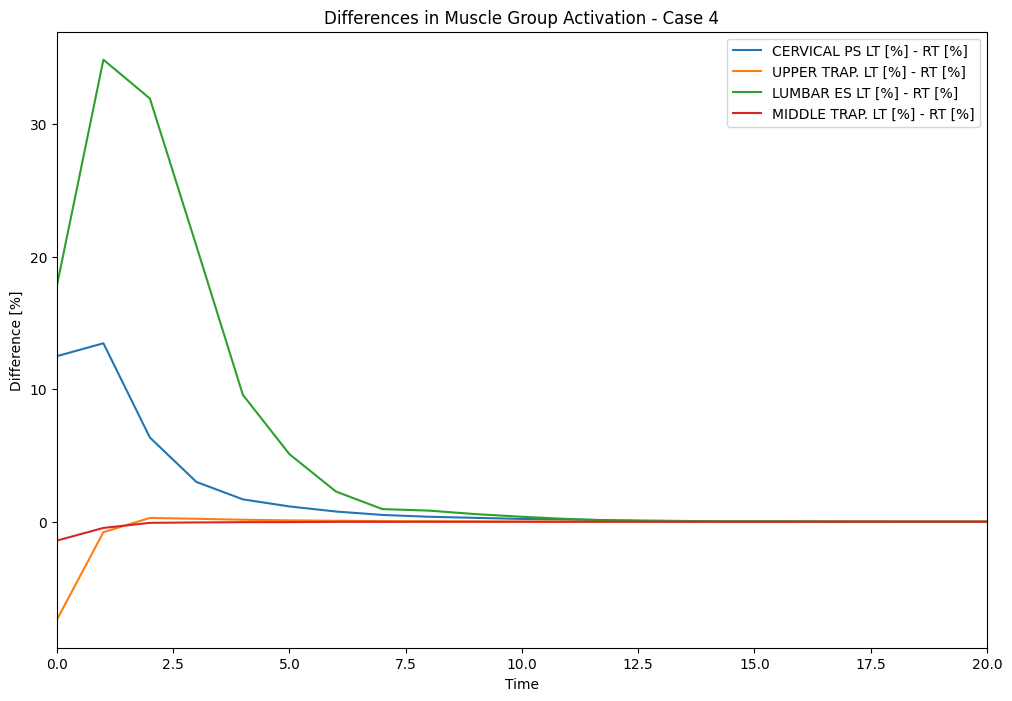 Differences in Muscle Group Activation - Case 4
CERVICAL PS LT [%] - RT [%]
UPPER TRAP. LT [%] - RT [%]
LUMBAR ES LT [%] - RT [%]
MIDDLE TRAP. LT [%] - RT [%]
Difference [%]
30
20
10
0
0.0 2.5 5.0 7.5 10.0 12.5 15.0 17.5 20.0
Time